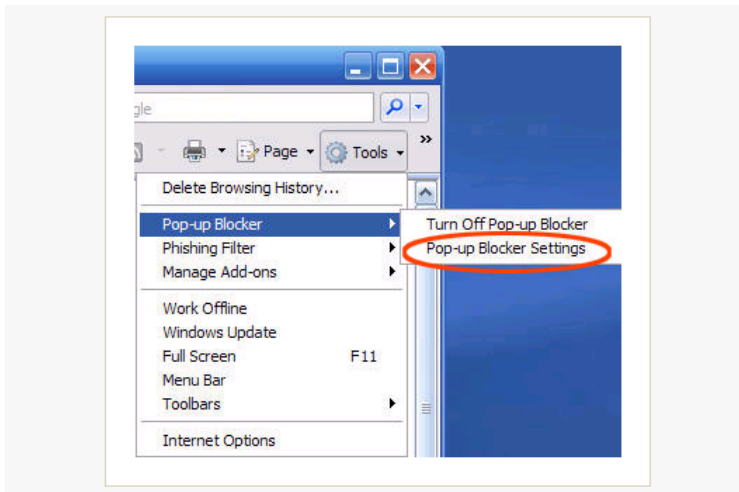 gle
Page
Tools
»
Delete Browsing History...
Pop-up Blocker
Turn Off Pop-up Blocker
Phishing Filter
Pop-up Blocker Settings
Manage Add-ons
Work Offline
Windows Update
Full Screen F11
Menu Bar
Toolbars
Internet Options